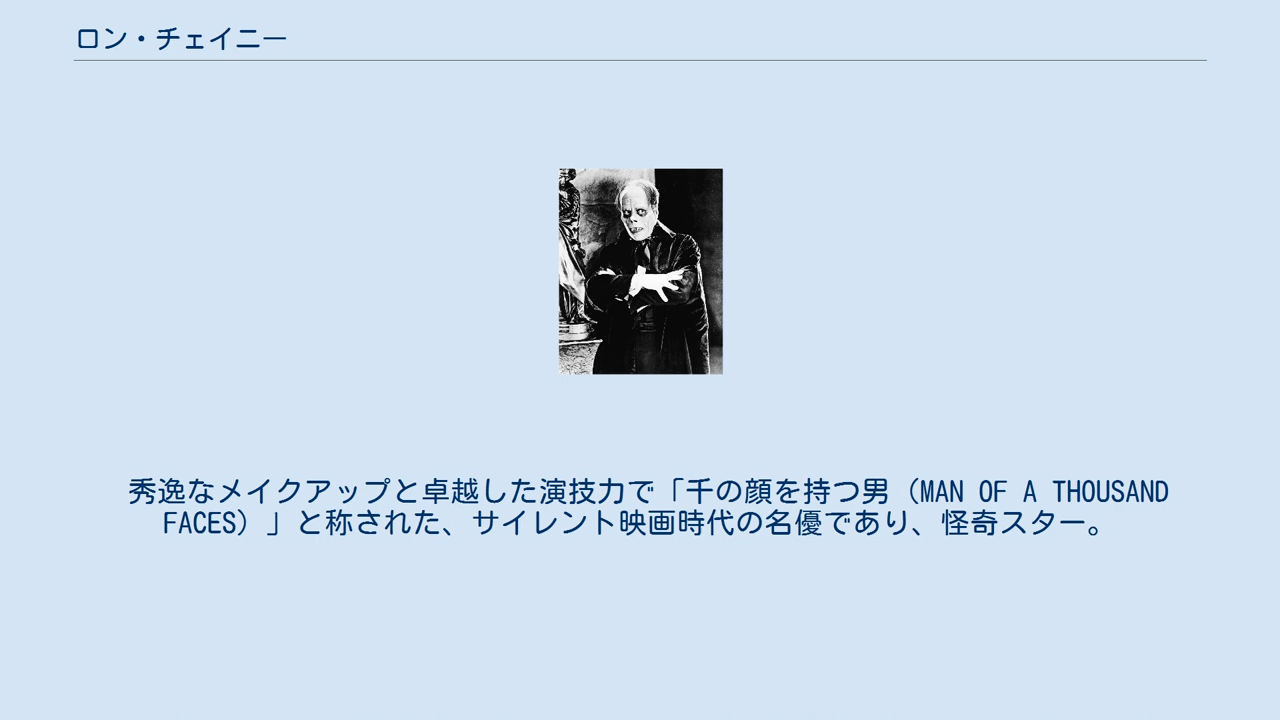 ロン・チェイニー
秀逸なメイクアップと卓越した演技力で「千の顔を持つ男（MAN OF A THOUSAND
FACES）」と称された、サイレント映画時代の名優であり、怪奇スター。